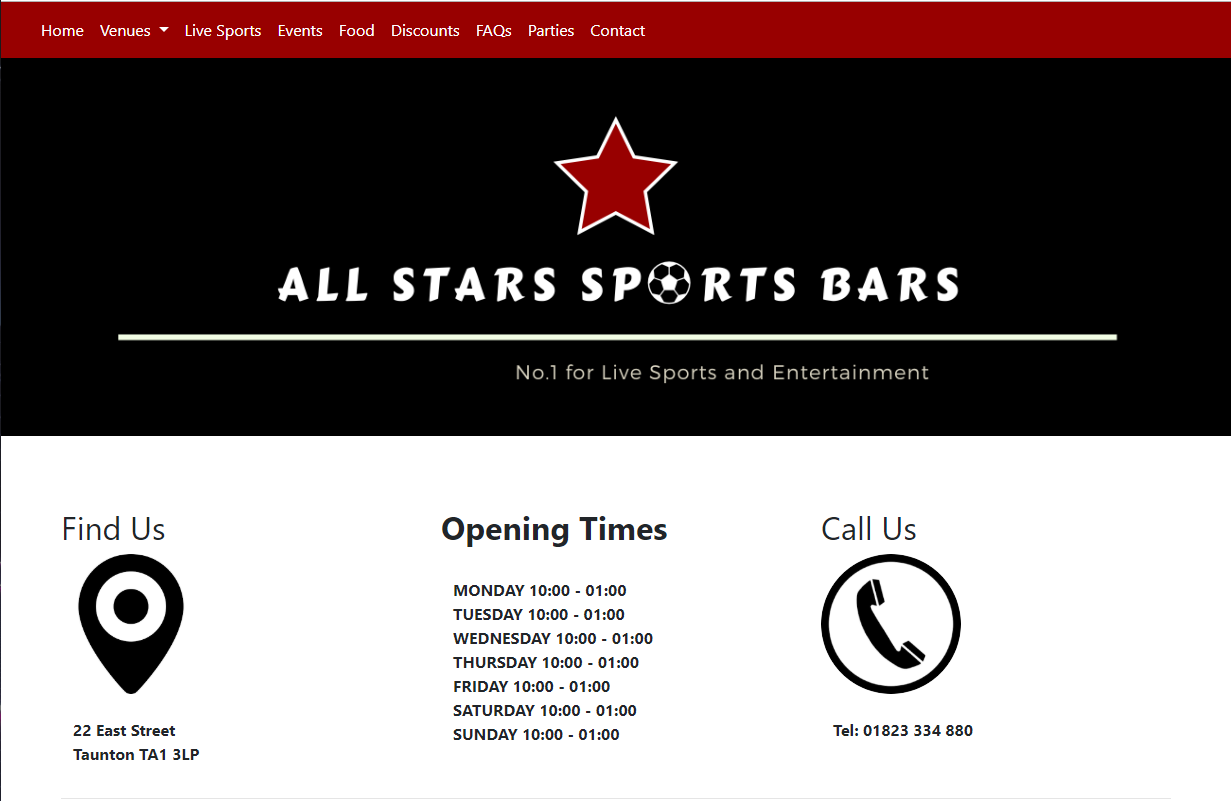 Home Venues Live Sports Events Food Discounts FAQs Parties Contact
ALL STARS SPORTS BARS
No.1 for Live Sports and Entertainment
Find Us
22 East Street
Taunton TA1 3LP
Opening Times
MONDAY 10:00 - 01:00
TUESDAY 10:00 - 01:00
WEDNESDAY 10:00 - 01:00
THURSDAY 10:00 - 01:00
FRIDAY 10:00 - 01:00
SATURDAY 10:00 - 01:00
SUNDAY 10:00 - 01:00
Call Us
Tel: 01823 334 880